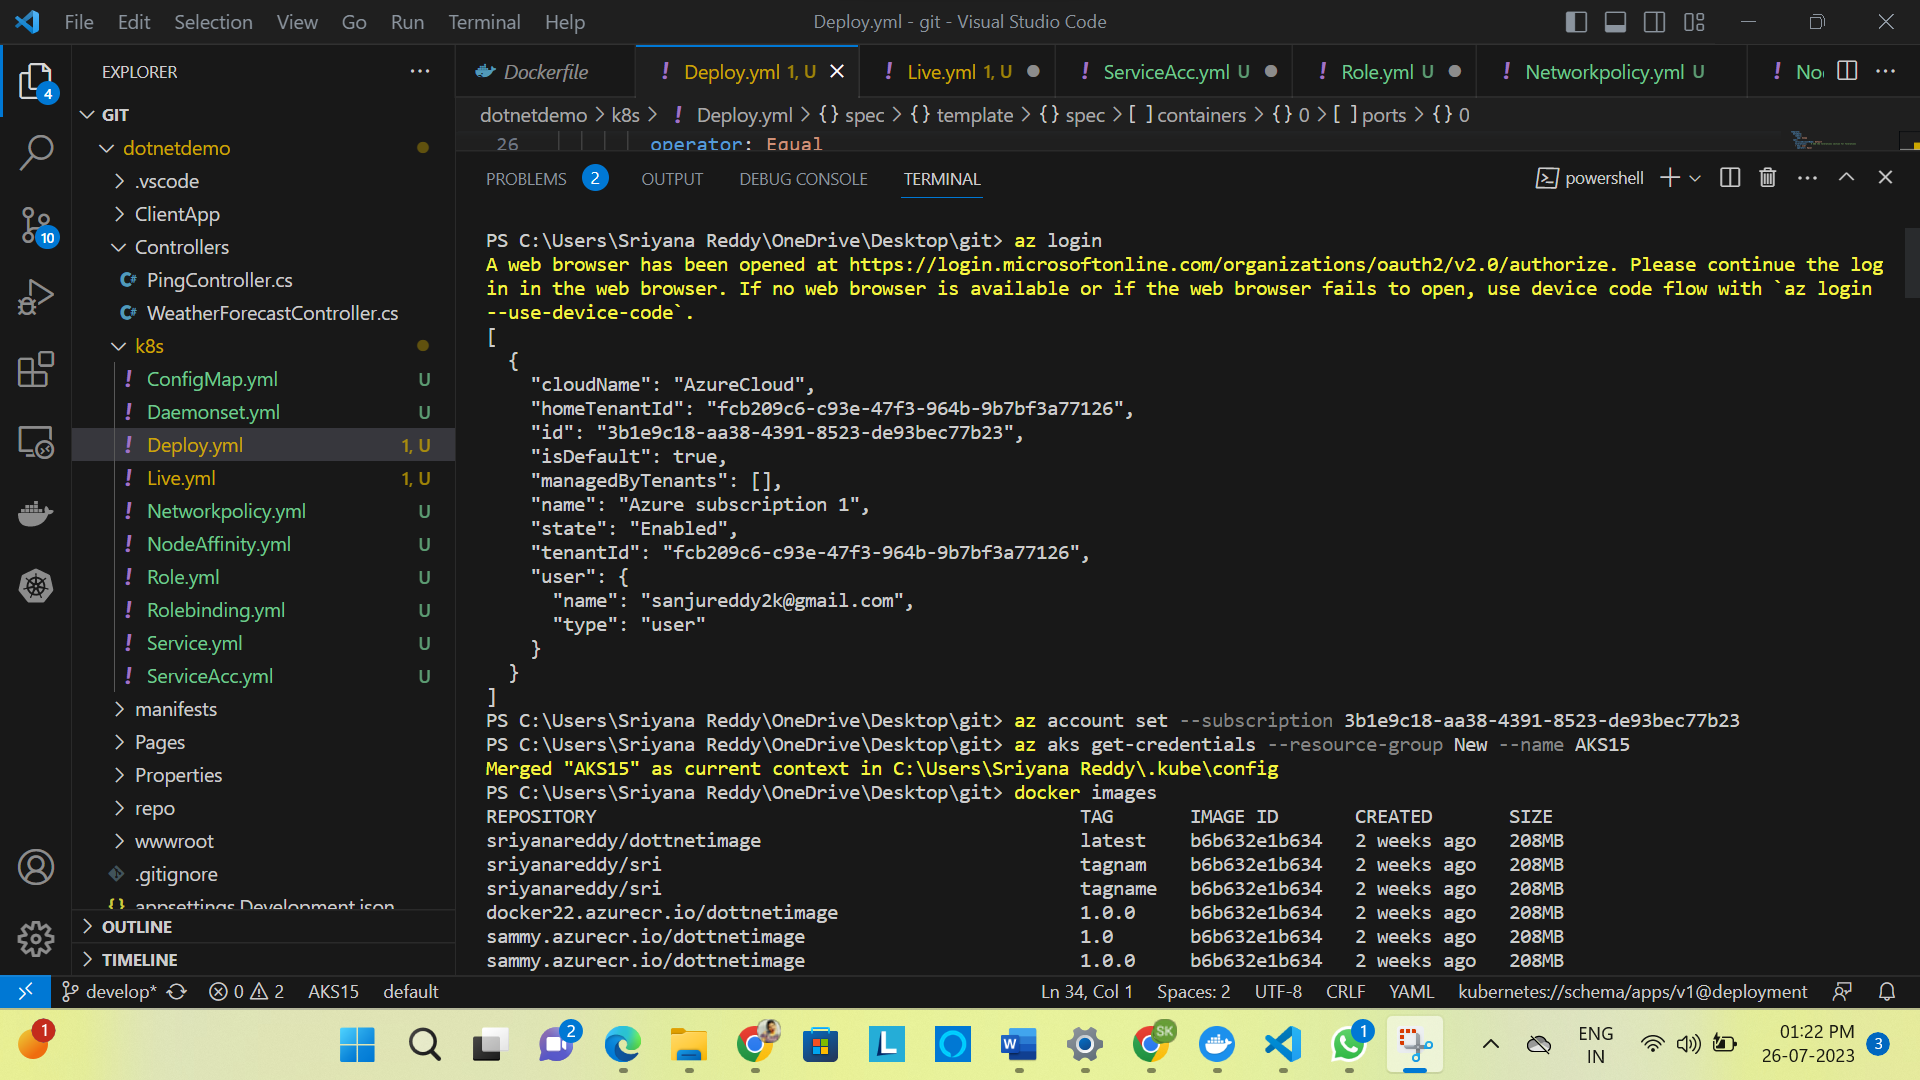 File Edit Selection View Go Run Terminal Help
Deploy.yml - git - Visual Studio Code
EXPLORER
4
GIT
dotnetdemo
.vscode
ClientApp
Controllers
C# PingController.cs
C# WeatherForecastController.cs
k8s
! ConfigMap.yml U
! Daemonset.yml U
! Deploy.yml 1, U
! Live.yml 1, U
! Networkpolicy.yml U
! NodeAffinity.yml U
! Role.yml U
! Rolebinding.yml U
! Service.yml U
! ServiceAcc.yml U
manifests
Pages
Properties
repo
wwwroot
.gitignore
{} appsettings.Development.json
OUTLINE
TIMELINE
10
Dockerfile
! Deploy.yml 1, U
! Live.yml 1, U
! ServiceAcc.yml U
! Role.yml U
! Networkpolicy.yml U
! No
dotnetdemo > k8s > ! Deploy.yml > {} spec > {} template > {} spec > [ ] containers > {} 0 > [ ] ports > {} 0
26 operator: Equal
PROBLEMS 2 OUTPUT DEBUG CONSOLE TERMINAL
powershell
PS C:\Users\Sriyana Reddy\OneDrive\Desktop\git> az login
A web browser has been opened at https://login.microsoftonline.com/organizations/oauth2/v2.0/authorize. Please continue the log
in in the web browser. If no web browser is available or if the web browser fails to open, use device code flow with `az login
--use-device-code`.
[
{
"cloudName": "AzureCloud",
"homeTenantId": "fcb209c6-c93e-47f3-964b-9b7bf3a77126",
"id": "3b1e9c18-aa38-4391-8523-de93bec77b23",
"isDefault": true,
"managedByTenants": [],
"name": "Azure subscription 1",
"state": "Enabled",
"tenantId": "fcb209c6-c93e-47f3-964b-9b7bf3a77126",
"user": {
"name": "sanjureddy2k@gmail.com",
"type": "user"
}
}
]
PS C:\Users\Sriyana Reddy\OneDrive\Desktop\git> az account set --subscription 3b1e9c18-aa38-4391-8523-de93bec77b23
PS C:\Users\Sriyana Reddy\OneDrive\Desktop\git> az aks get-credentials --resource-group New --name AKS15
Merged "AKS15" as current context in C:\Users\Sriyana Reddy\.kube\config
PS C:\Users\Sriyana Reddy\OneDrive\Desktop\git> docker images
REPOSITORY TAG IMAGE ID CREATED SIZE
sriyanareddy/dottnetimage latest b6b632e1b634 2 weeks ago 208MB
sriyanareddy/sri tagnam b6b632e1b634 2 weeks ago 208MB
sriyanareddy/sri tagname b6b632e1b634 2 weeks ago 208MB
docker22.azurecr.io/dottnetimage 1.0.0 b6b632e1b634 2 weeks ago 208MB
sammy.azurecr.io/dottnetimage 1.0 b6b632e1b634 2 weeks ago 208MB
sammy.azurecr.io/dottnetimage 1.0.0 b6b632e1b634 2 weeks ago 208MB
develop* 0 2 AKS15 default
Ln 34, Col 1 Spaces: 2 UTF-8 CRLF YAML kubernetes://schema/apps/v1@deployment
1
2
L
W
SK
1
ENG
IN
01:22 PM
26-07-2023
3